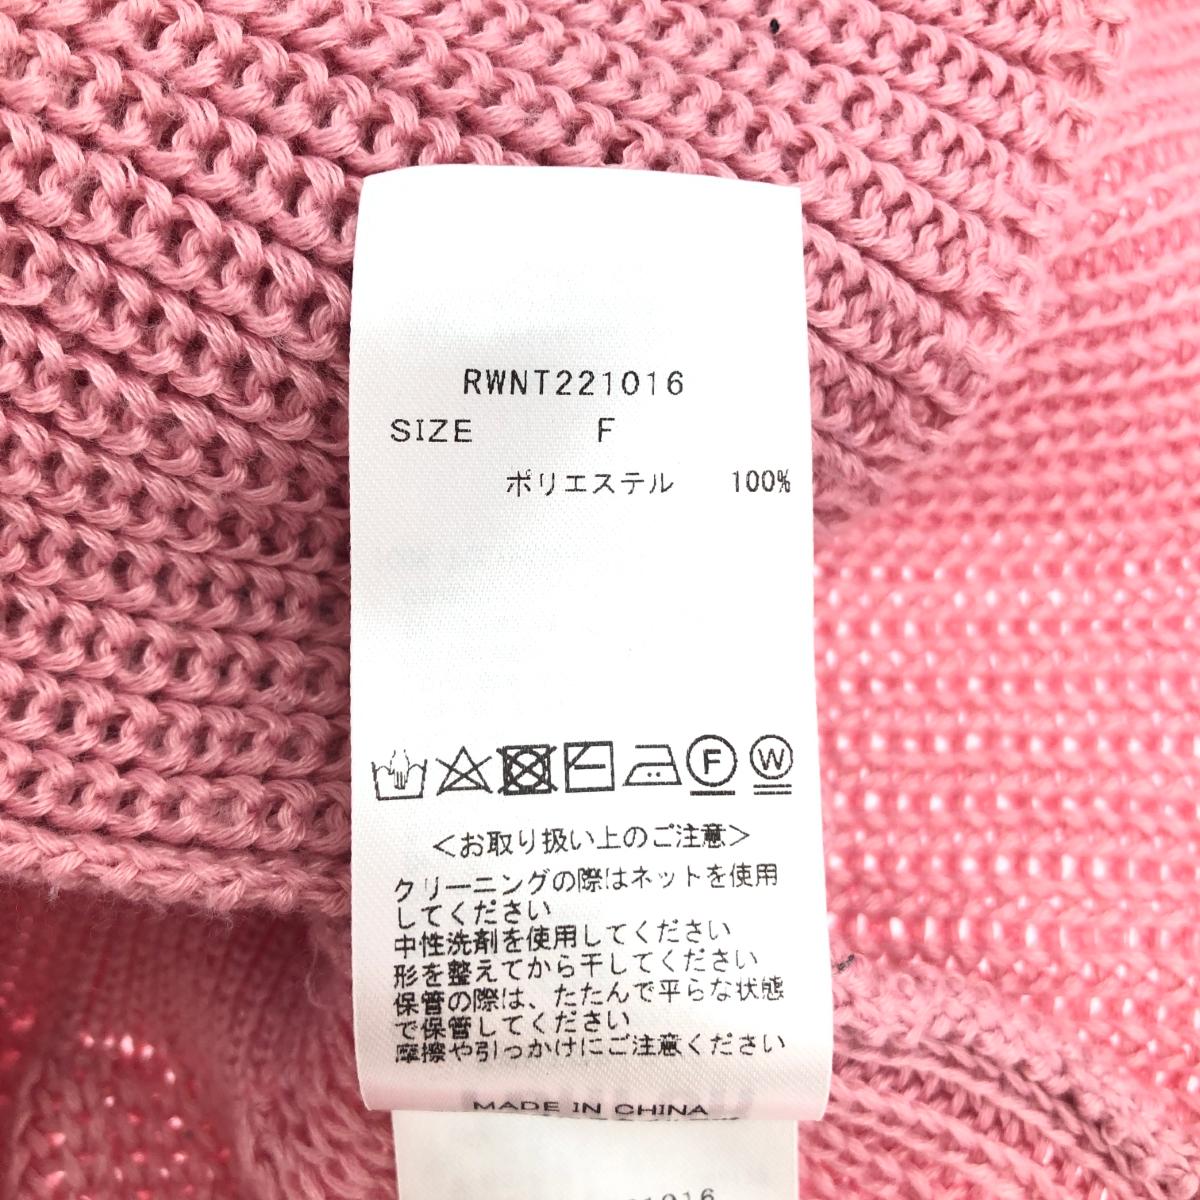 RWNT221016
SIZE F
ポリエステル 100%
F W
＜お取り扱い上のご注意＞
クリーニングの際はネットを使用
してください
中性洗剤を使用してください
形を整えてから干してください
保管の際は、たたんで平らな状態
で保管してください
摩擦や引っかけにご注意ください
MADE IN CHINA